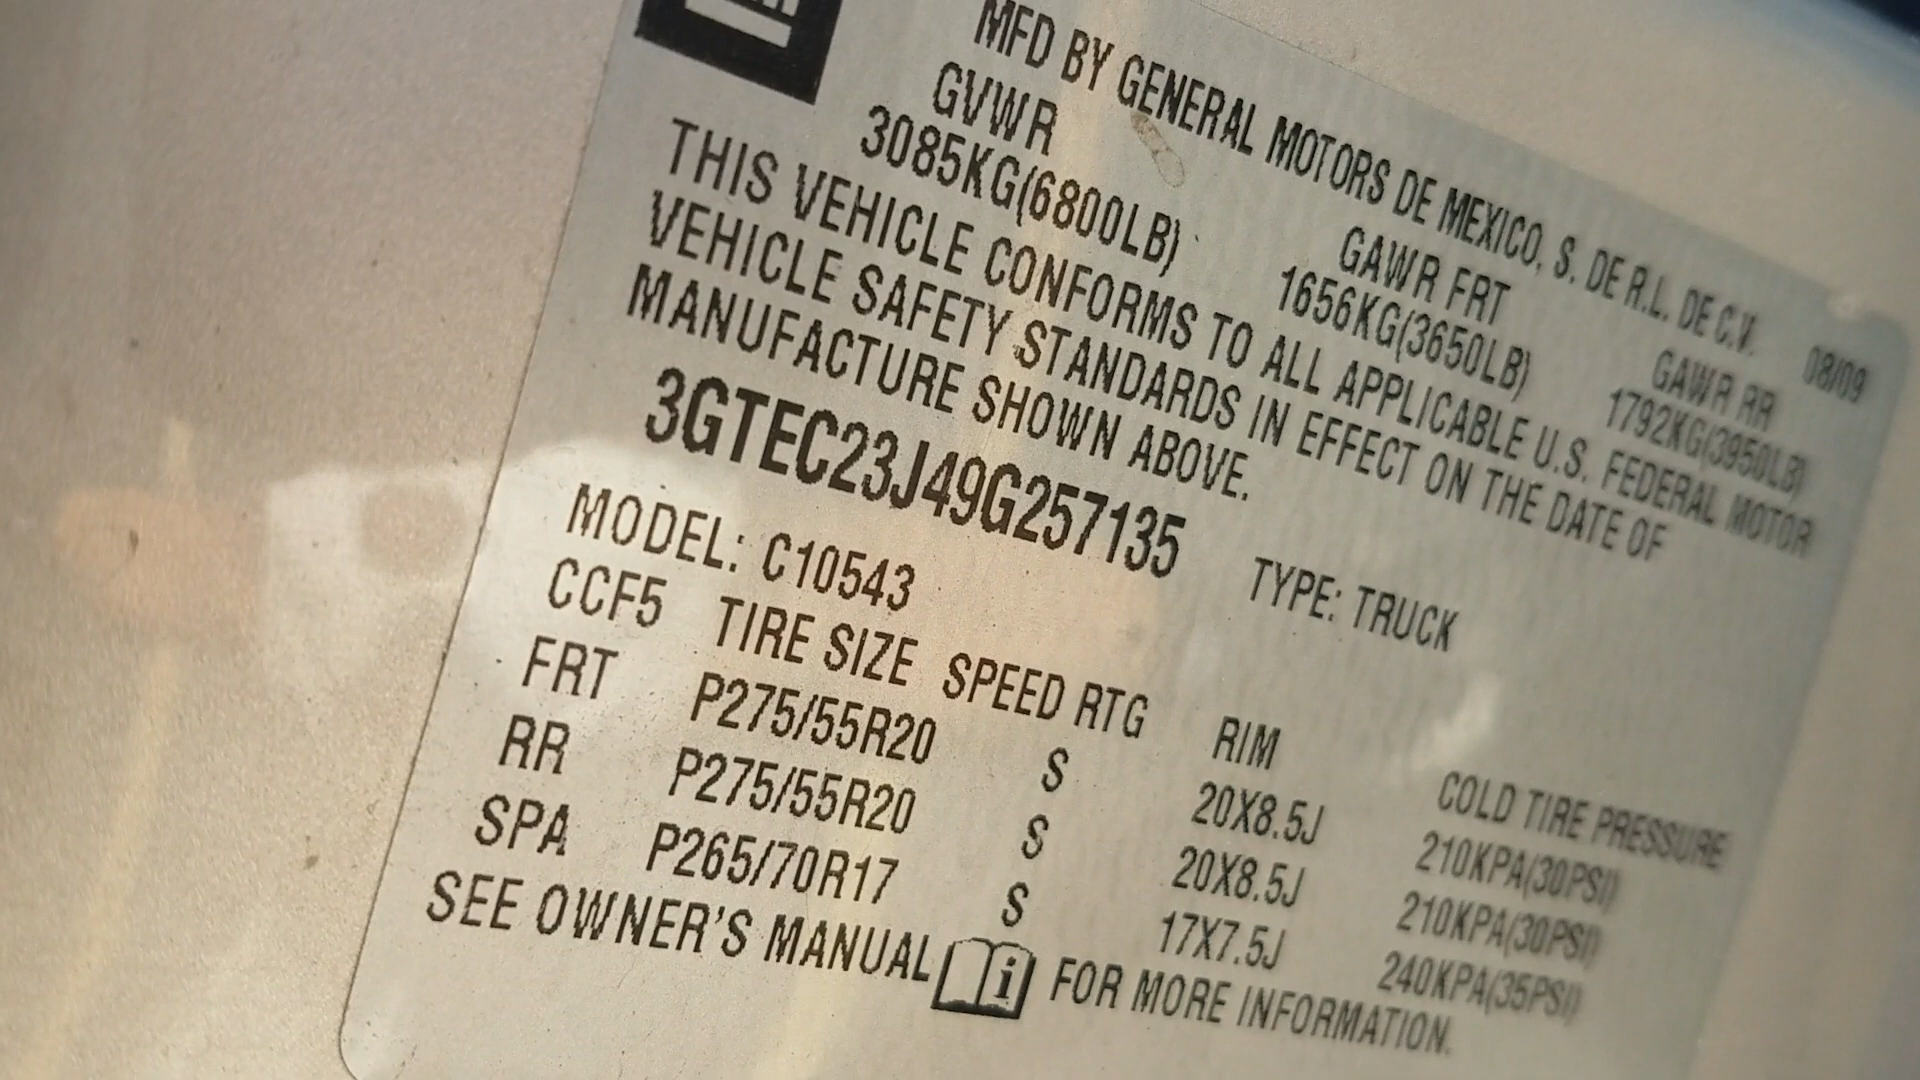 MFD BY GENERAL MOTORS DE MEXICO, S. DE R.L. DE C.V. 08/09
GVWR GAWR FRT GAWR RR
3085KG(6800LB) 1656KG(3650LB) 1792KG(3950LB)
THIS VEHICLE CONFORMS TO ALL APPLICABLE U.S. FEDERAL MOTOR
VEHICLE SAFETY STANDARDS IN EFFECT ON THE DATE OF
MANUFACTURE SHOWN ABOVE.
3GTEC23J49G257135 TYPE: TRUCK
MODEL: C10543
CCF5 TIRE SIZE SPEED RTG RIM COLD TIRE PRESSURE
FRT P275/55R20 S 20X8.5J 210KPA(30PSI)
RR P275/55R20 S 20X8.5J 210KPA(30PSI)
SPA P265/70R17 S 17X7.5J 240KPA(35PSI)
SEE OWNER'S MANUAL i FOR MORE INFORMATION.